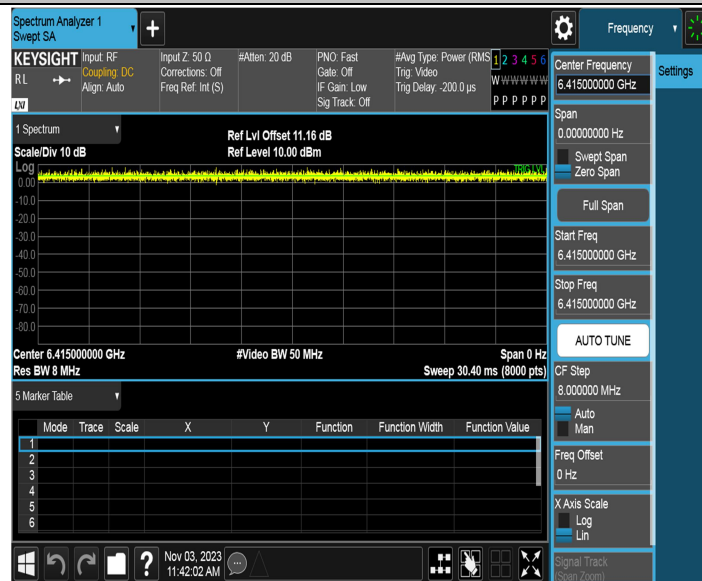 Spectrum Analyzer 1
Swept SA
+
Frequency
KEYSIGHT
RL
LXI
Input: RF
Coupling: DC
Align: Auto
Input Z: 50 Ω
Corrections: Off
Freq Ref: Int (S)
#Atten: 20 dB
PNO: Fast
Gate: Off
IF Gain: Low
Sig Track: Off
#Avg Type: Power (RMS
Trig: Video
Trig Delay: -200.0 µs
1 2 3 4 5 6
W W W W W W
P P P P P P
1 Spectrum
Scale/Div 10 dB
Ref Lvl Offset 11.16 dB
Ref Level 10.00 dBm
Log
TRIG LVL
0.00
-10.0
-20.0
-30.0
-40.0
-50.0
-60.0
-70.0
-80.0
Center 6.415000000 GHz
#Video BW 50 MHz
Span 0 Hz
Res BW 8 MHz
Sweep 30.40 ms (8000 pts)
5 Marker Table
Mode Trace Scale X Y Function Function Width Function Value
1
2
3
4
5
6
Nov 03, 2023
11:42:02 AM
Center Frequency
6.415000000 GHz
Settings
Span
0.00000000 Hz
Swept Span
Zero Span
Full Span
Start Freq
6.415000000 GHz
Stop Freq
6.415000000 GHz
AUTO TUNE
CF Step
8.000000 MHz
Auto
Man
Freq Offset
0 Hz
X Axis Scale
Log
Lin
Signal Track
(Span Zoom)